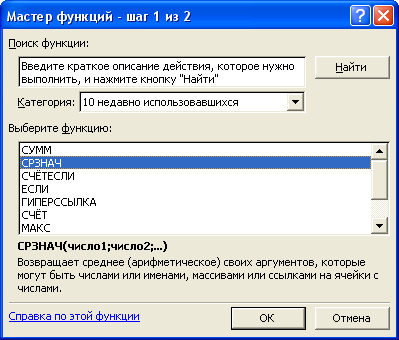 Мастер функций - шаг 1 из 2
Поиск функции:
Введите краткое описание действия, которое нужно
выполнить, и нажмите кнопку "Найти"
Найти
Категория: 10 недавно использовавшихся
Выберите функцию:
СУММ
СРЗНАЧ
СЧЁТЕСЛИ
ЕСЛИ
ГИПЕРССЫЛКА
СЧЁТ
МАКС
СРЗНАЧ(число1;число2;...)
Возвращает среднее (арифметическое) своих аргументов, которые
могут быть числами или именами, массивами или ссылками на ячейки с
числами.
Справка по этой функции
ОК
Отмена